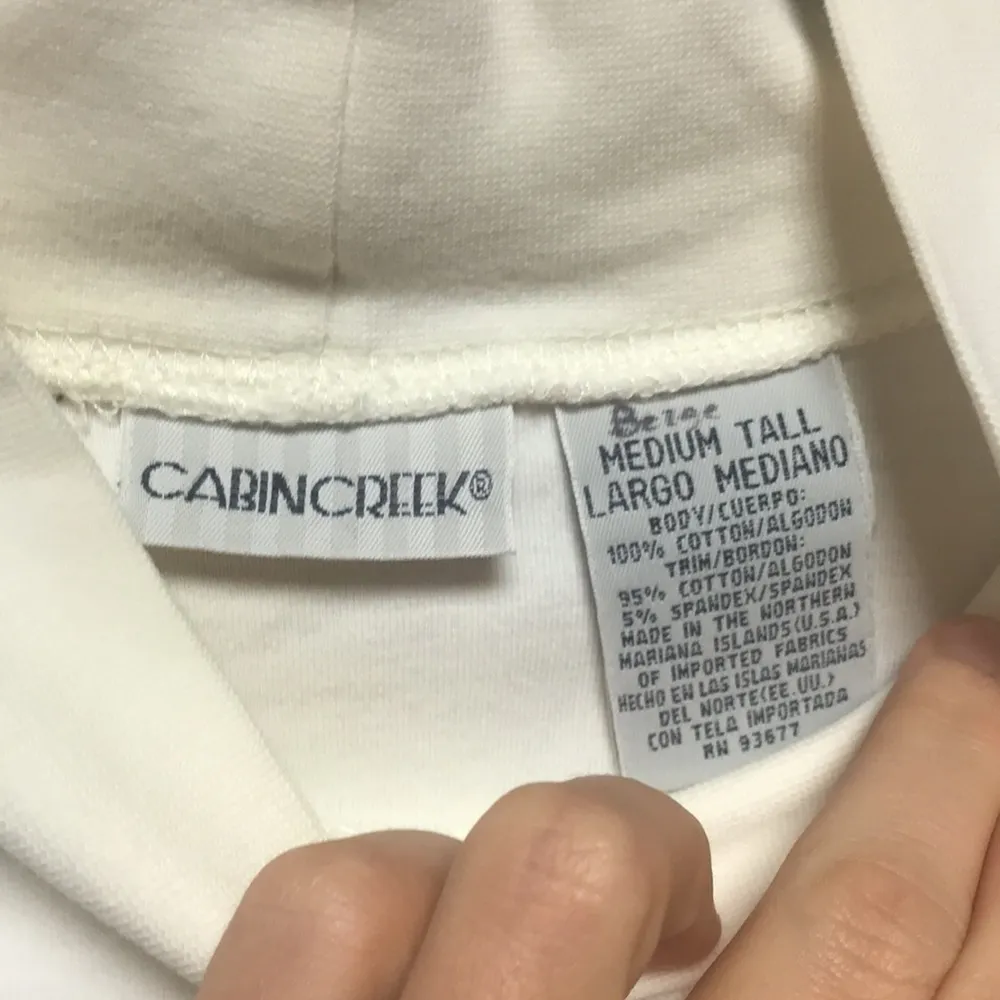 CABIN CREEK®
Beige
MEDIUM TALL
LARGO MEDIANO
BODY/CUERPO:
100% COTTON/ALGODON
TRIM/BORDON:
95% COTTON/ALGODON
5% SPANDEX/SPANDEX
MADE IN THE NORTHERN
MARIANA ISLANDS(U.S.A.)
OF IMPORTED FABRICS
HECHO EN LAS ISLAS MARIANAS
DEL NORTE(EE.UU.)
CON TELA IMPORTADA
RN 93677